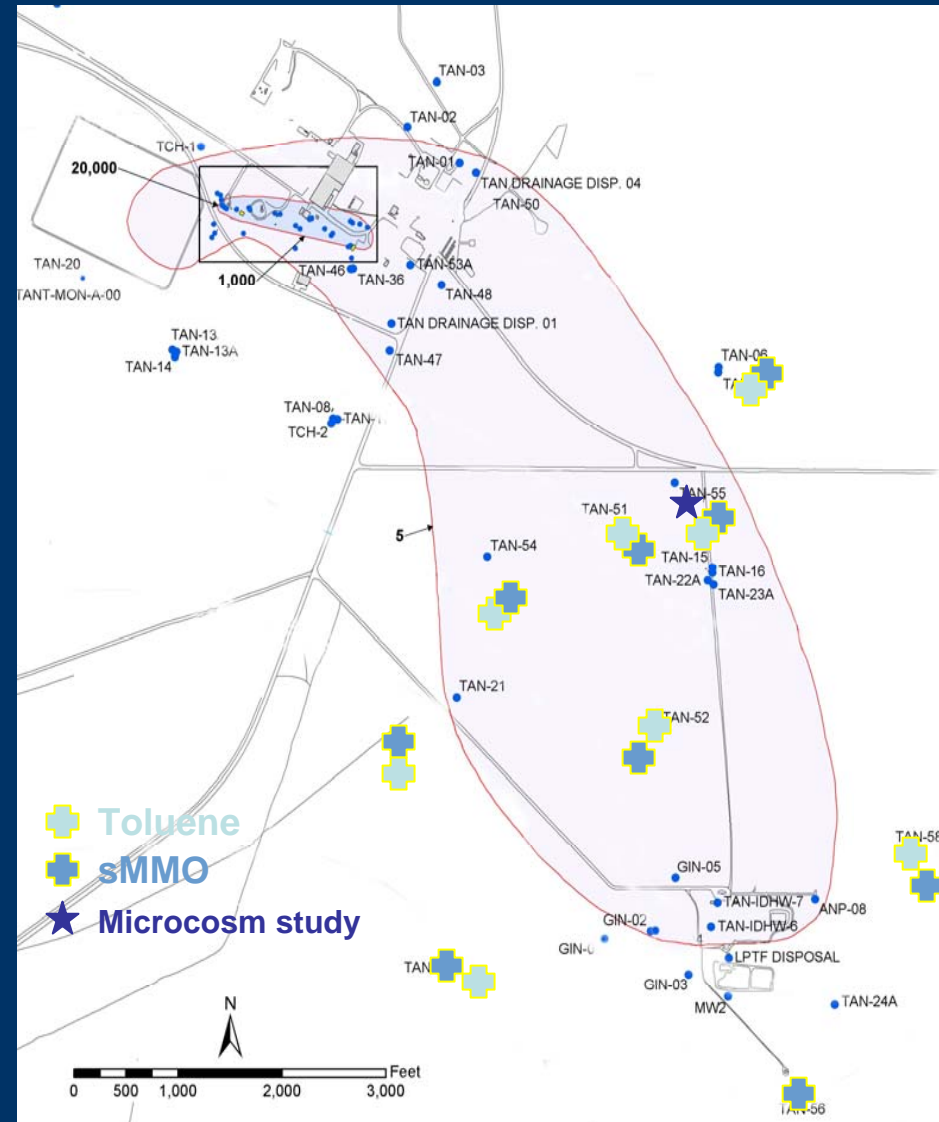 TAN-03
TAN-02
TCH-1
TAN-01
20,000
TAN DRAINAGE DISP. 04
TAN-50
TAN-20
1,000
TAN-46
TAN-36
TAN-53A
TANT-MON-A-00
TAN-48
TAN DRAINAGE DISP. 01
TAN-13
TAN-13A
TAN-14
TAN-47
TAN-06
TAN-08
TCH-2
TAN-55
TAN-51
5
TAN-54
TAN-15
TAN-16
TAN-22A
TAN-23A
TAN-21
TAN-52
Toluene
sMMO
Microcosm study
TAN-58
GIN-05
TAN-IDHW-7
ANP-08
GIN-02
TAN-IDHW-6
LPTF DISPOSAL
TAN
GIN-03
MW2
TAN-24A
N
Feet
0 500 1,000 2,000 3,000
TAN-56